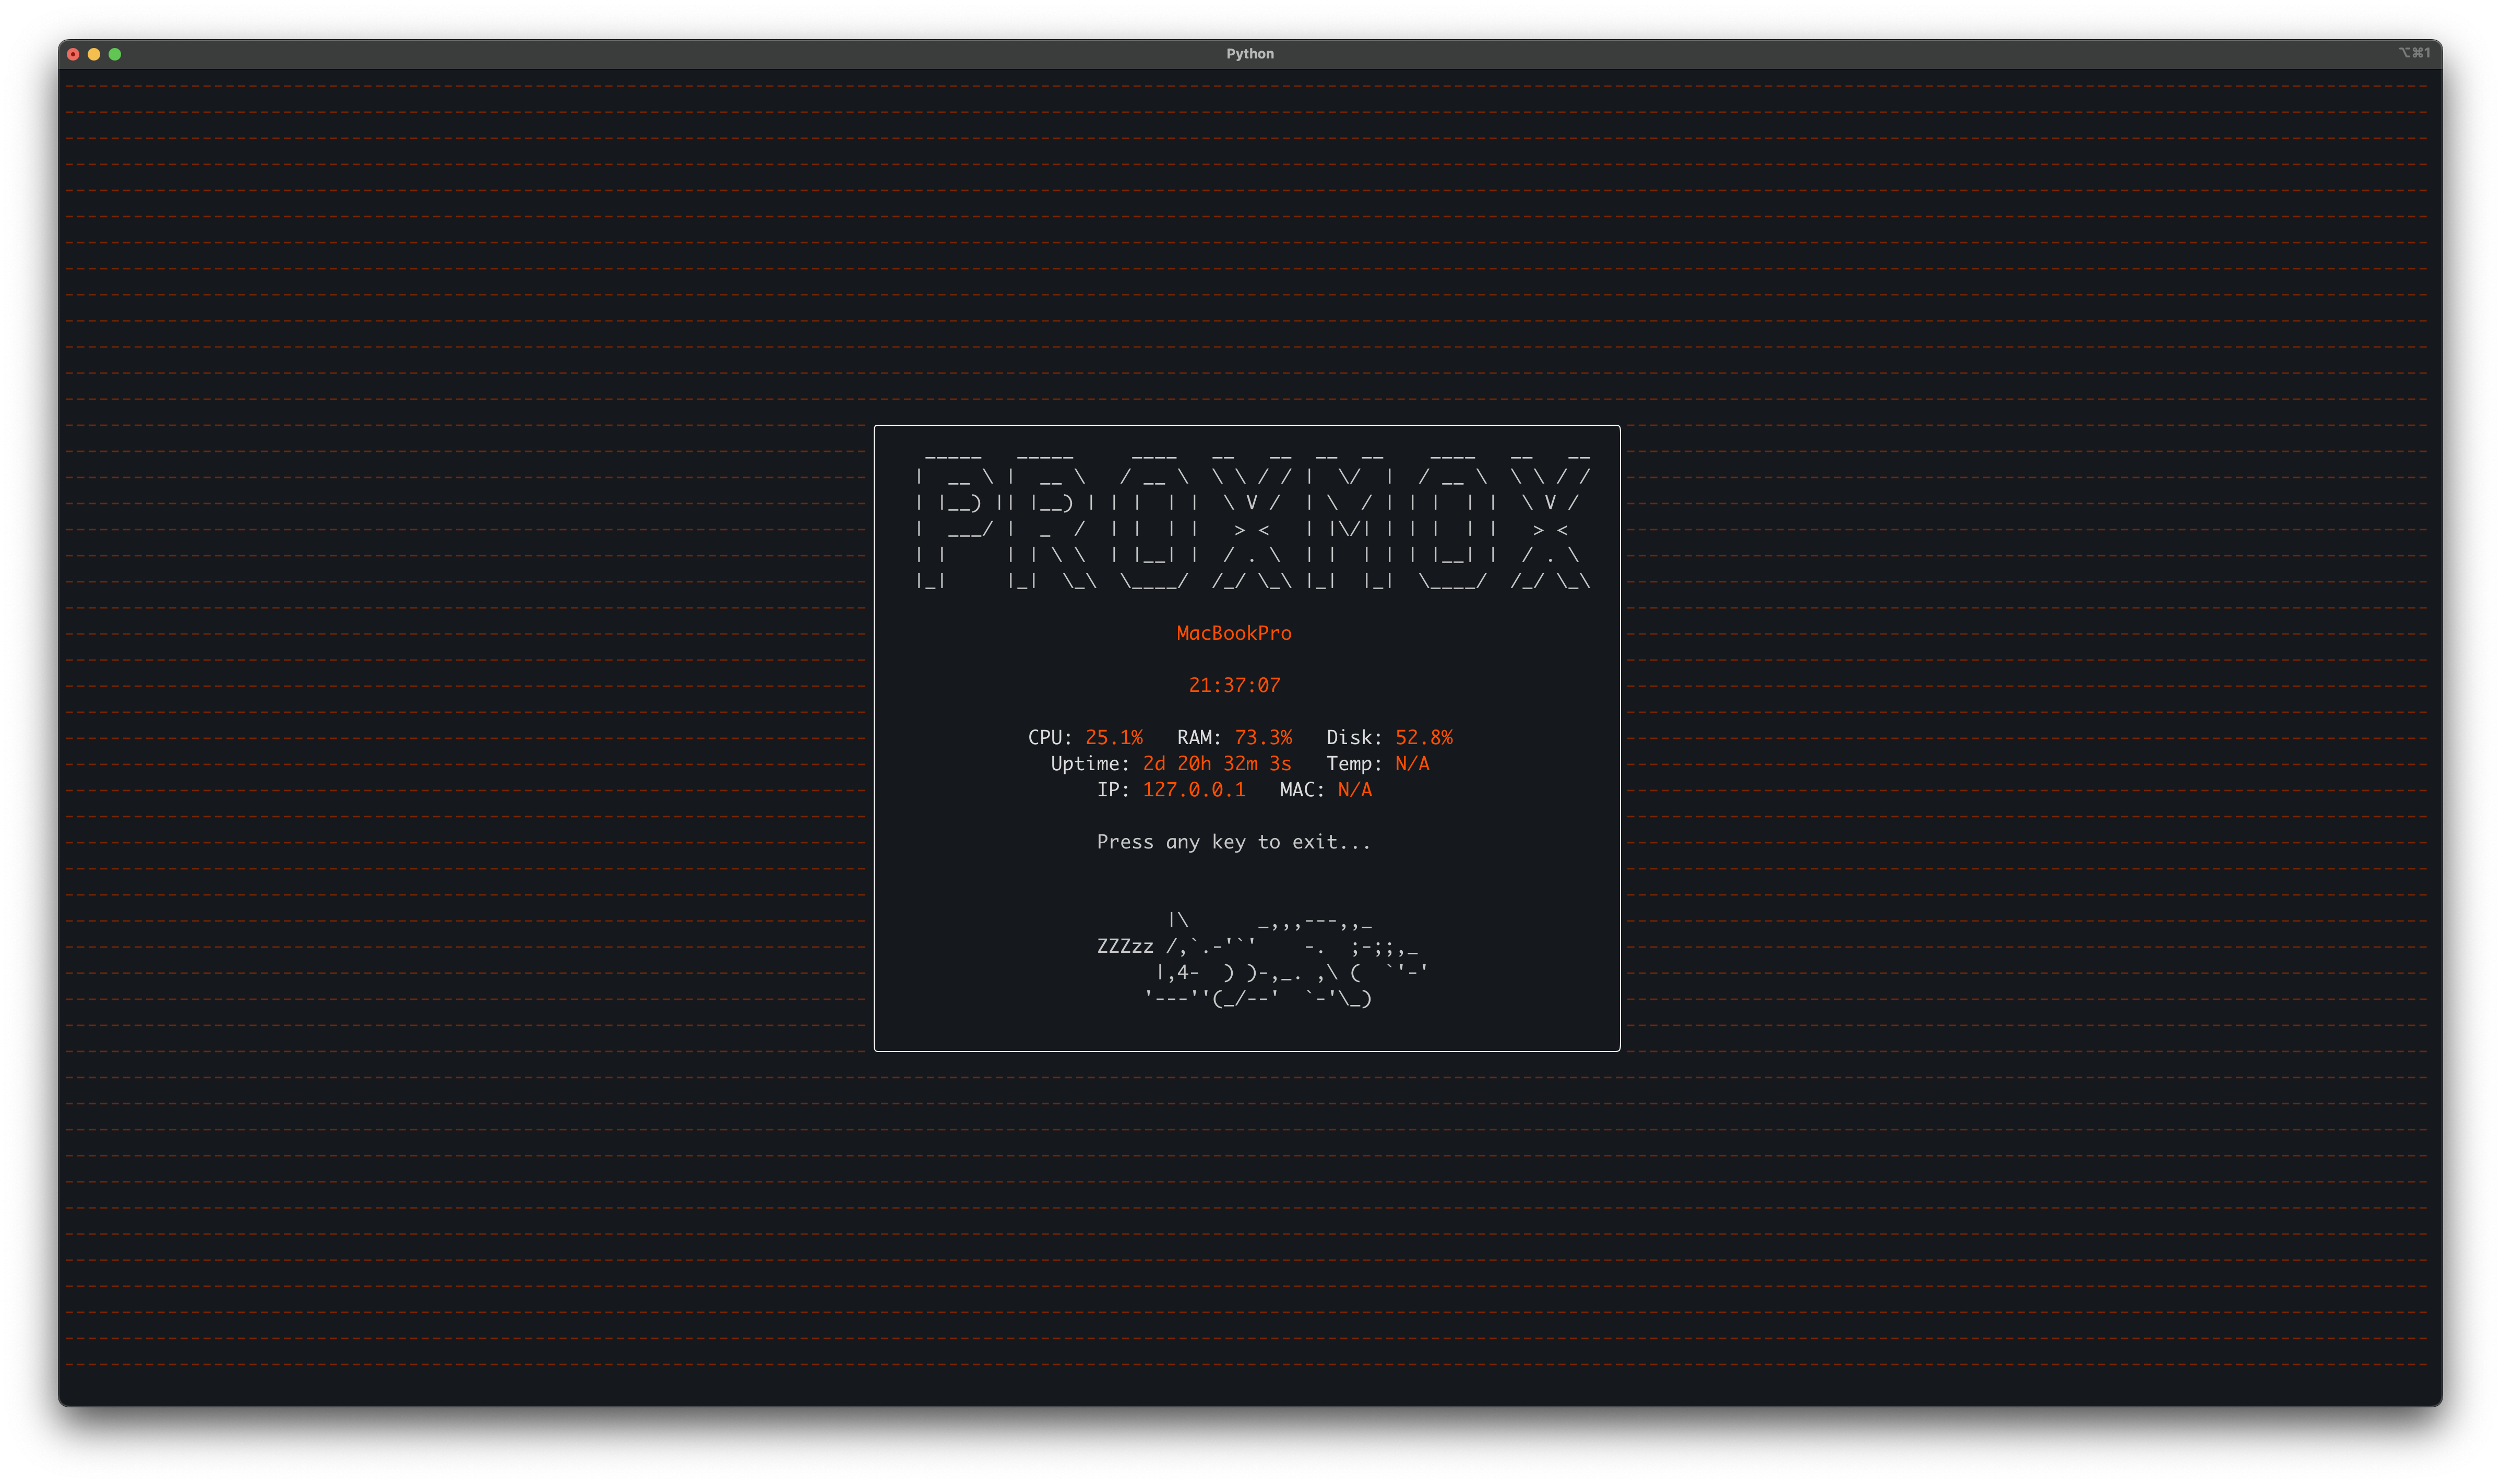 Python
⌥⌘1
PROXMOX
MacBookPro
21:37:07
CPU: 25.1%   RAM: 73.3%   Disk: 52.8%
Uptime: 2d 20h 32m 3s   Temp: N/A
IP: 127.0.0.1   MAC: N/A
Press any key to exit...
ZZZzz